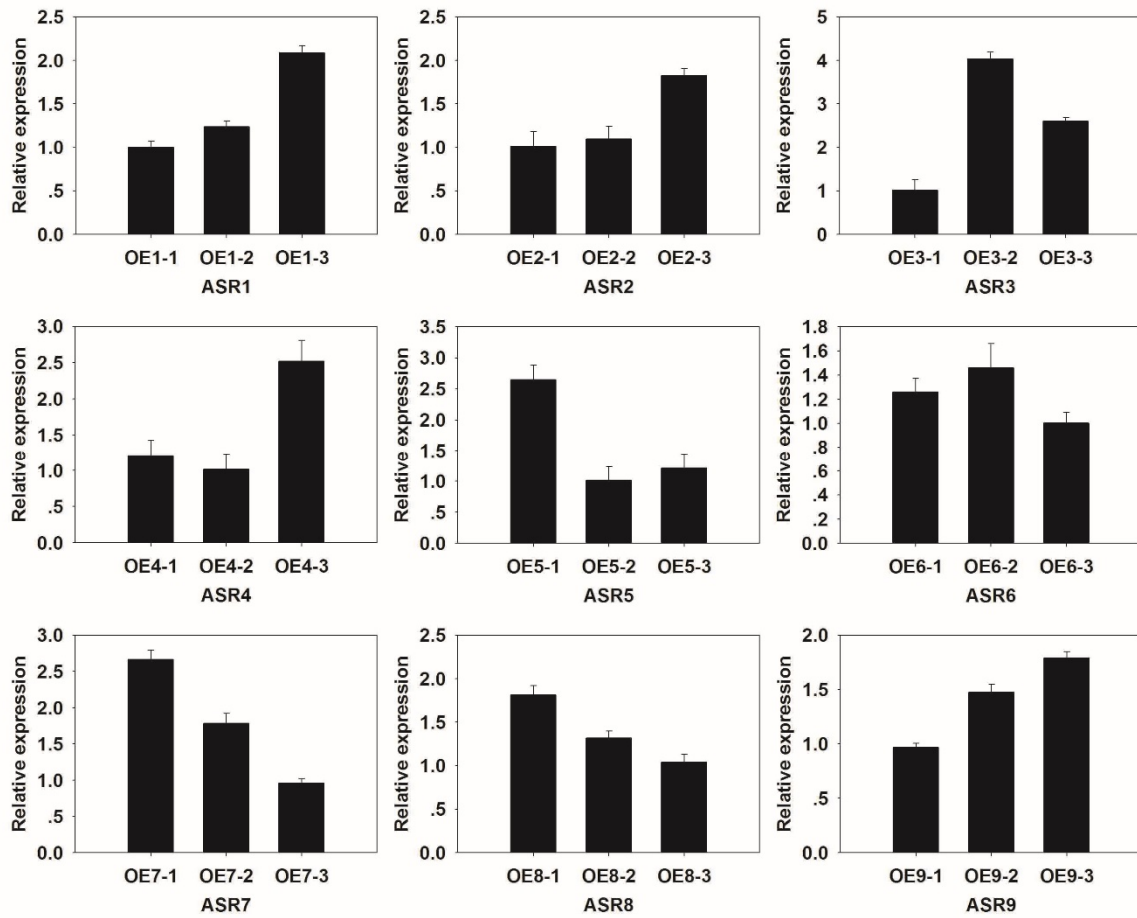 Relative expression
2.5
2.0
1.5
1.0
.5
0.0
OE1-1 OE1-2 OE1-3
ASR1
Relative expression
2.5
2.0
1.5
1.0
.5
0.0
OE2-1 OE2-2 OE2-3
ASR2
Relative expression
5
4
3
2
1
0
OE3-1 OE3-2 OE3-3
ASR3
Relative expression
3.0
2.5
2.0
1.5
1.0
.5
0.0
OE4-1 OE4-2 OE4-3
ASR4
Relative expression
3.5
3.0
2.5
2.0
1.5
1.0
.5
0.0
OE5-1 OE5-2 OE5-3
ASR5
Relative expression
1.8
1.6
1.4
1.2
1.0
.8
.6
.4
.2
0.0
OE6-1 OE6-2 OE6-3
ASR6
Relative expression
3.0
2.5
2.0
1.5
1.0
.5
0.0
OE7-1 OE7-2 OE7-3
ASR7
Relative expression
2.5
2.0
1.5
1.0
.5
0.0
OE8-1 OE8-2 OE8-3
ASR8
Relative expression
2.0
1.5
1.0
.5
0.0
OE9-1 OE9-2 OE9-3
ASR9